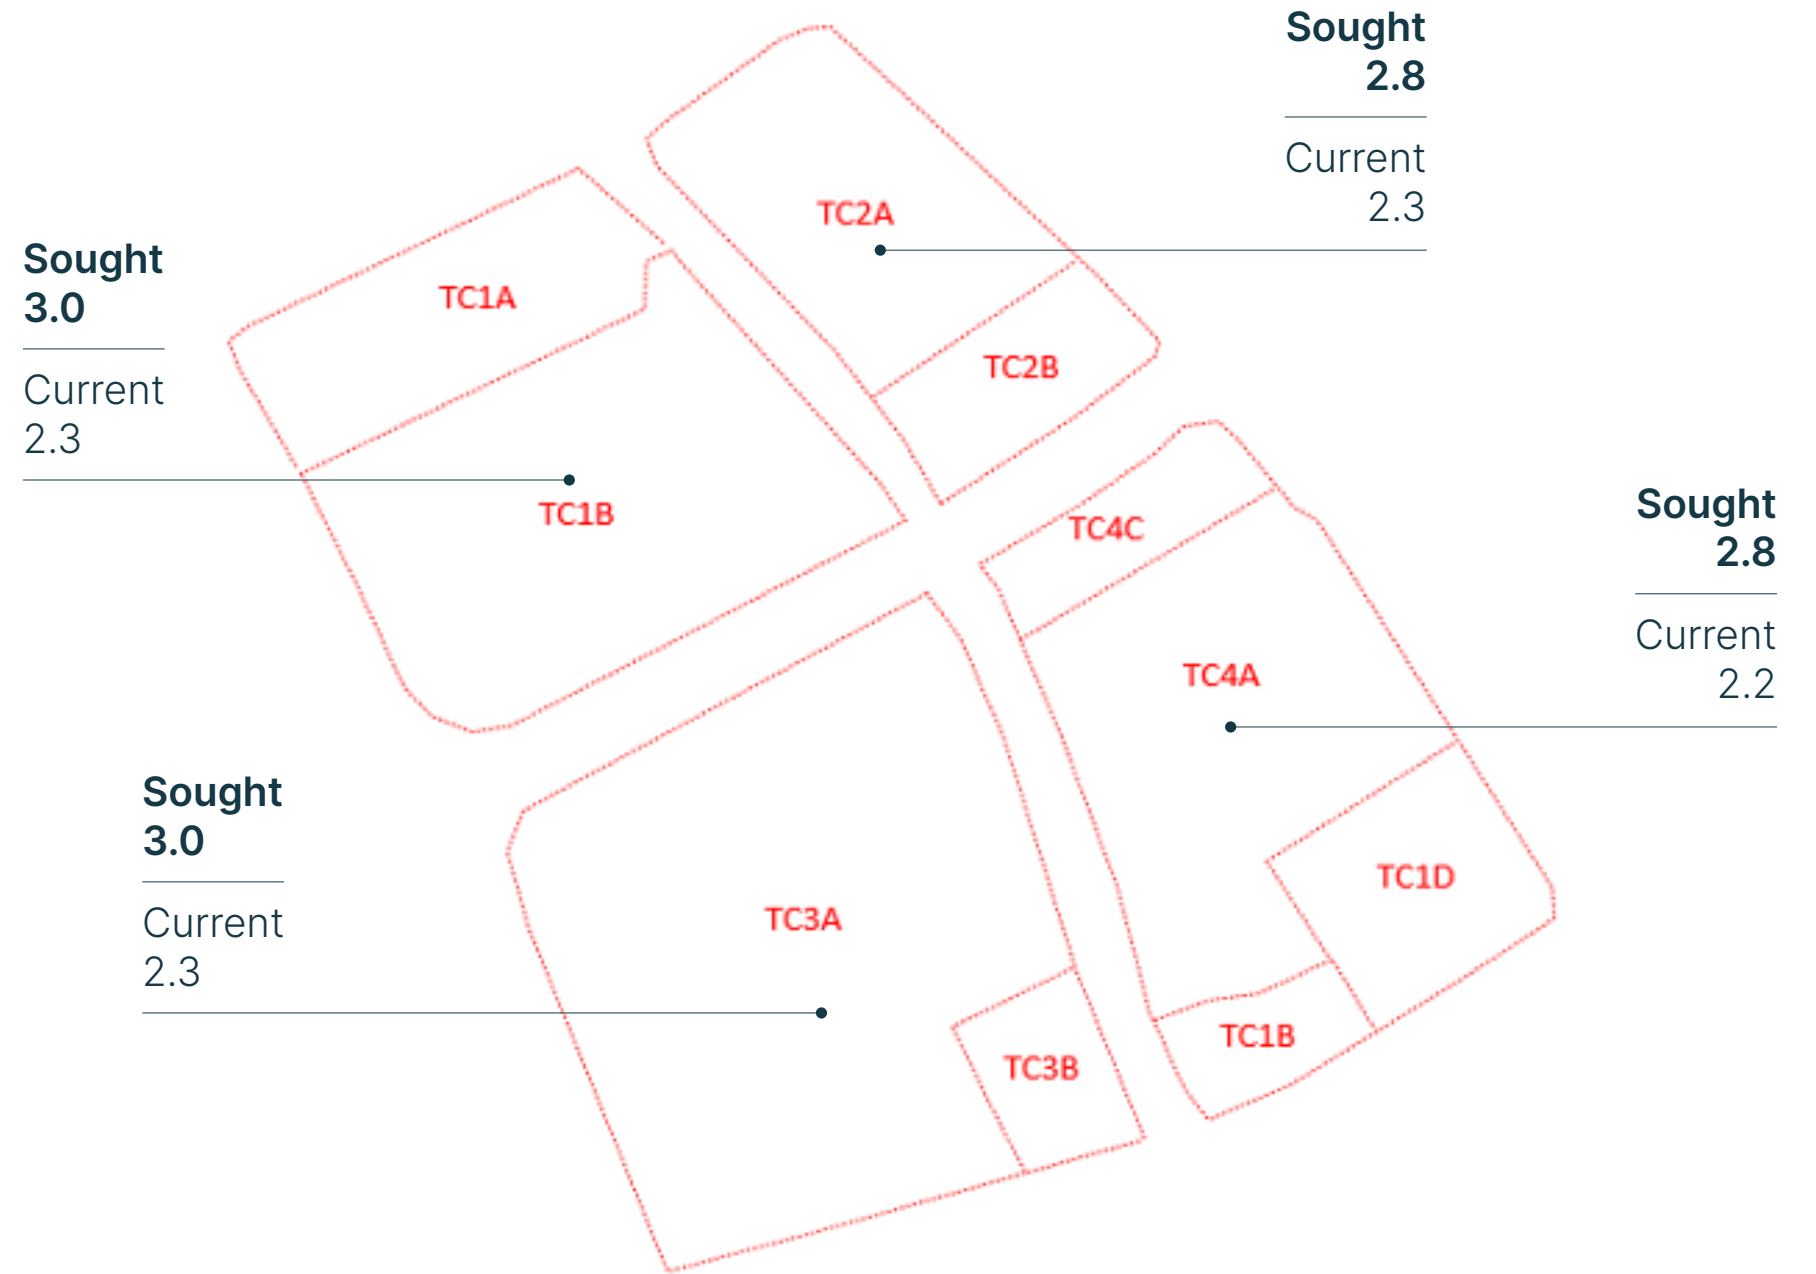 Sought
2.8
Current
2.3
TC2A
Sought
3.0
Current
2.3
TC1A
TC2B
TC1B
TC4C
Sought
2.8
Current
2.2
TC4A
Sought
3.0
Current
2.3
TC3A
TC1D
TC1B
TC3B